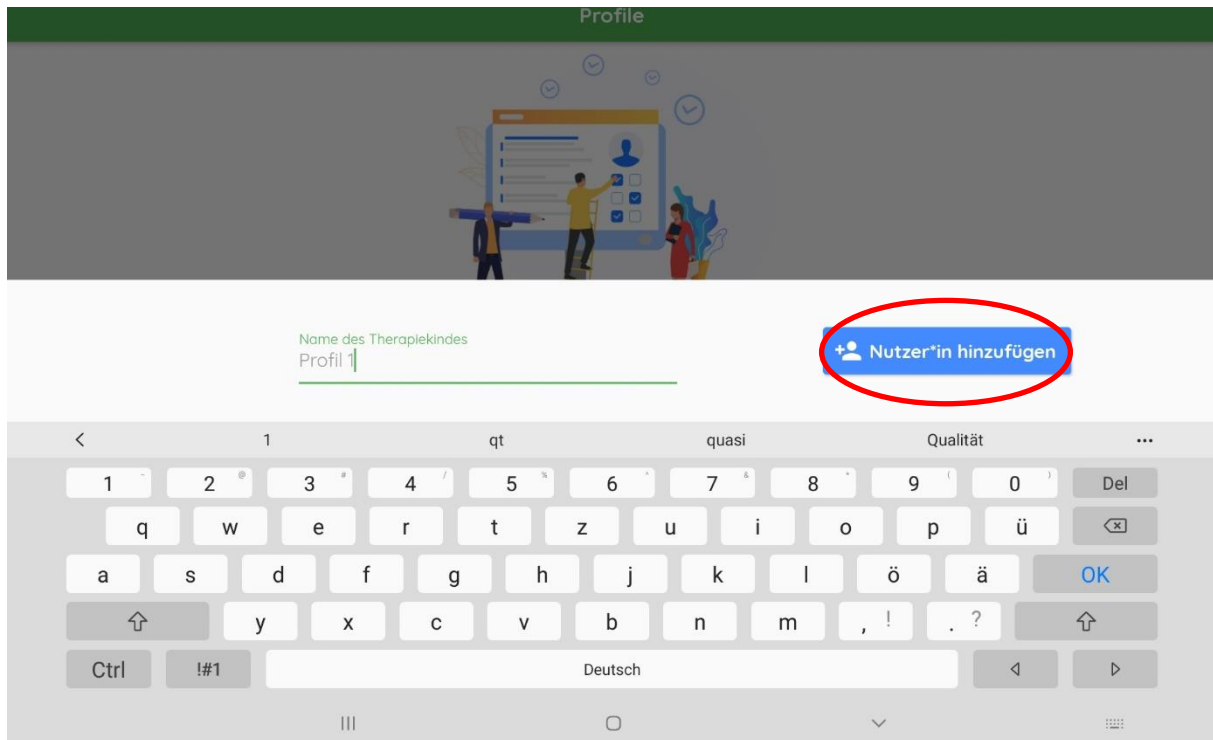 Profile
Name des Therapiekindes
Profil 1
Nutzer*in hinzufügen
1 qt quasi Qualität
1 - 2 @ 3 # 4 / 5 % 6 ^ 7 & 8 * 9 ( 0 ) Del
q w e r t z u i o p ü
a s d f g h j k l ö ä OK
y x c v b n m , ! . ?
Ctrl !#1 Deutsch